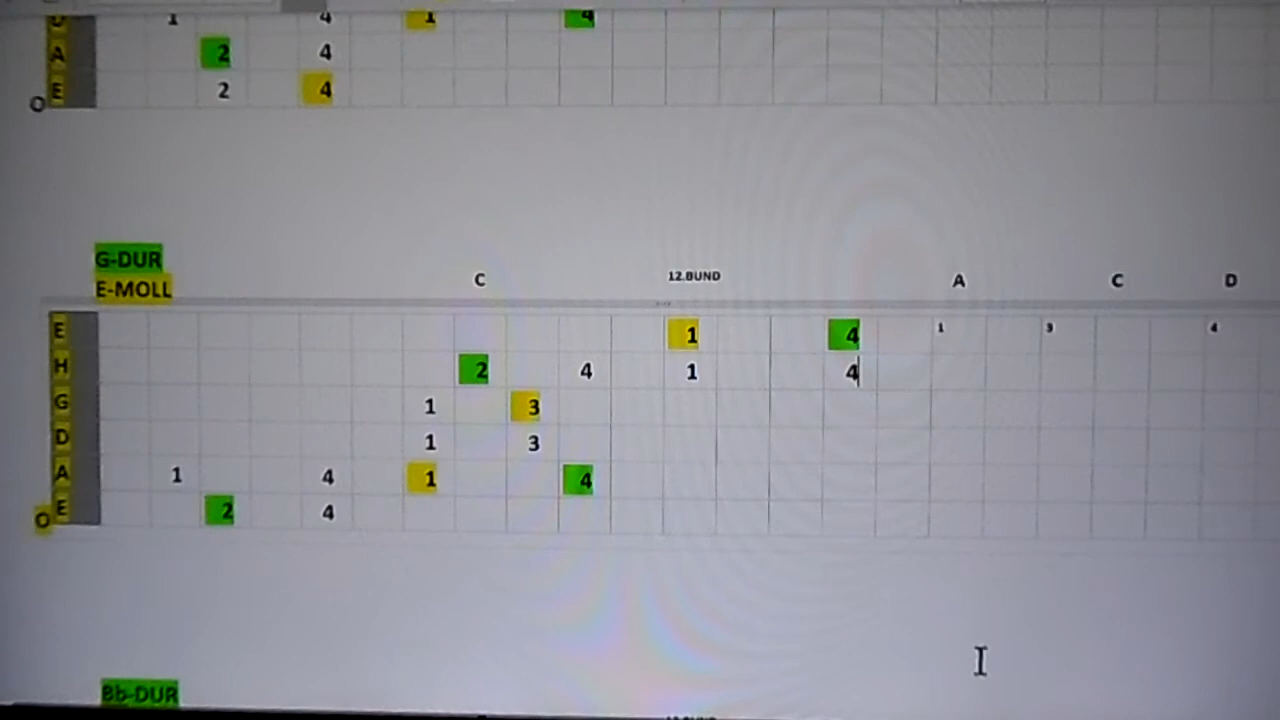 D 1 4 1 4
A 2 4
E 2 4
O
G-DUR
E-MOLL
C 12.BUND A C D
E 1 4 1 3 4
H 2 4 1 4
G 1 3
D 1 3
A 1 4 1 4
E 2 4
O
Bb-DUR